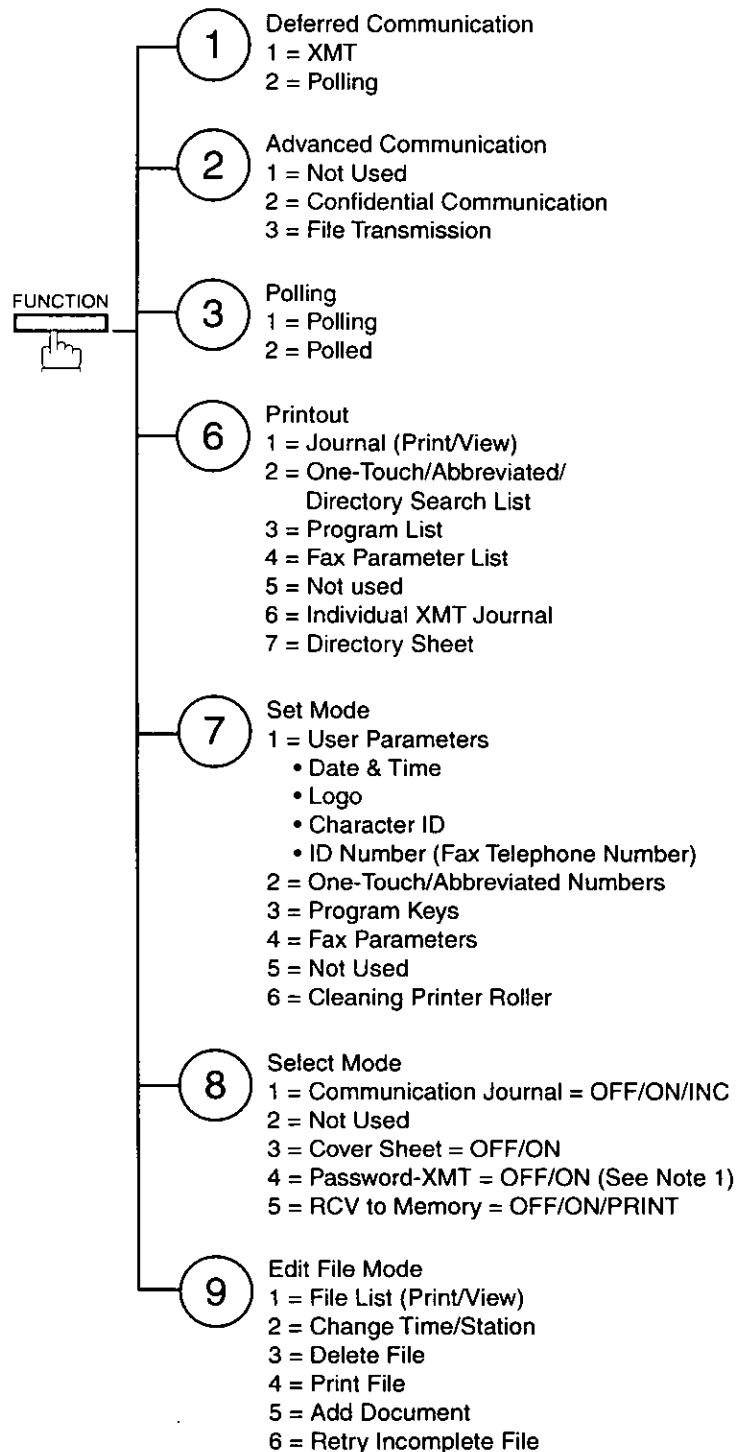 1
Deferred Communication
1 = XMT
2 = Polling
2
Advanced Communication
1 = Not Used
2 = Confidential Communication
3 = File Transmission
FUNCTION
3
Polling
1 = Polling
2 = Polled
6
Printout
1 = Journal (Print/View)
2 = One-Touch/Abbreviated/
Directory Search List
3 = Program List
4 = Fax Parameter List
5 = Not used
6 = Individual XMT Journal
7 = Directory Sheet
7
Set Mode
1 = User Parameters
• Date & Time
• Logo
• Character ID
• ID Number (Fax Telephone Number)
2 = One-Touch/Abbreviated Numbers
3 = Program Keys
4 = Fax Parameters
5 = Not Used
6 = Cleaning Printer Roller
8
Select Mode
1 = Communication Journal = OFF/ON/INC
2 = Not Used
3 = Cover Sheet = OFF/ON
4 = Password-XMT = OFF/ON (See Note 1)
5 = RCV to Memory = OFF/ON/PRINT
9
Edit File Mode
1 = File List (Print/View)
2 = Change Time/Station
3 = Delete File
4 = Print File
5 = Add Document
6 = Retry Incomplete File